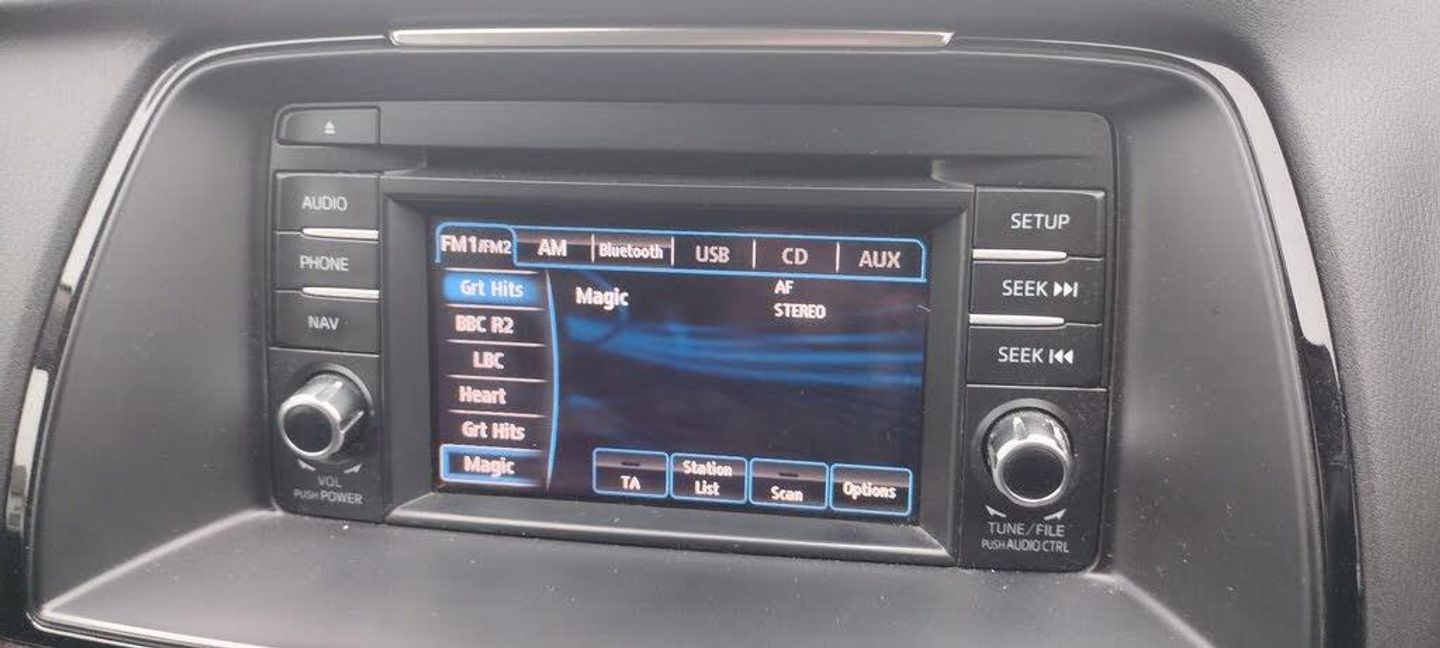 AUDIO
PHONE
NAV
VOL
PUSH POWER
FM1/FM2 AM Bluetooth USB CD AUX
Grt Hits
BBC R2
LBC
Heart
Grt Hits
Magic
Magic
AF
STEREO
TA
Station
List
Scan
Options
SETUP
SEEK
SEEK
TUNE/FILE
PUSH AUDIO CTRL